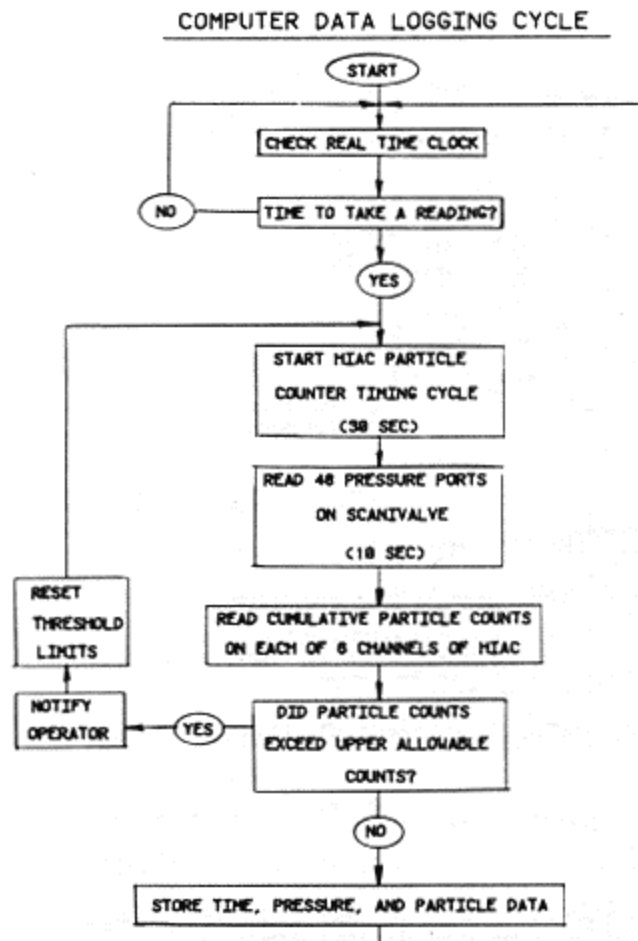 COMPUTER DATA LOGGING CYCLE
START
CHECK REAL TIME CLOCK
NO
TIME TO TAKE A READING?
YES
START HIAC PARTICLE
COUNTER TIMING CYCLE
(30 SEC)
READ 48 PRESSURE PORTS
ON SCANIVALVE
(10 SEC)
RESET
THRESHOLD
LIMITS
READ CUMULATIVE PARTICLE COUNTS
ON EACH OF 6 CHANNELS OF HIAC
NOTIFY
OPERATOR
YES
DID PARTICLE COUNTS
EXCEED UPPER ALLOWABLE
COUNTS?
NO
STORE TIME, PRESSURE, AND PARTICLE DATA